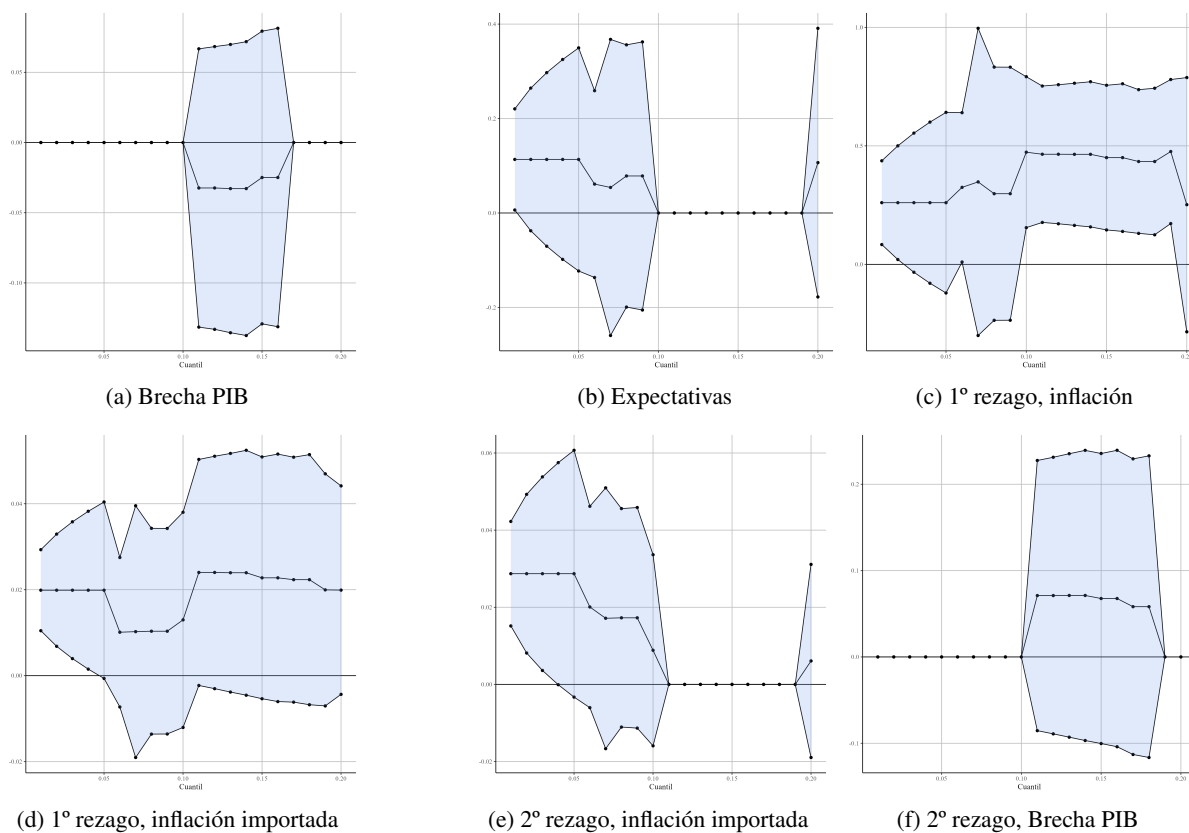 0.05
0.00
-0.05
-0.10
0.05 0.10 0.15 0.20
Cuantil
(a) Brecha PIB
0.4
0.2
0.0
-0.2
0.05 0.10 0.15 0.20
Cuantil
(b) Expectativas
1.0
0.5
0.0
0.05 0.10 0.15 0.20
Cuantil
(c) 1º rezago, inflación
0.04
0.02
0.00
-0.02
0.05 0.10 0.15 0.20
Cuantil
(d) 1º rezago, inflación importada
0.06
0.04
0.02
0.00
-0.02
0.05 0.10 0.15 0.20
Cuantil
(e) 2º rezago, inflación importada
0.2
0.1
0.0
-0.1
0.05 0.10 0.15 0.20
Cuantil
(f) 2º rezago, Brecha PIB